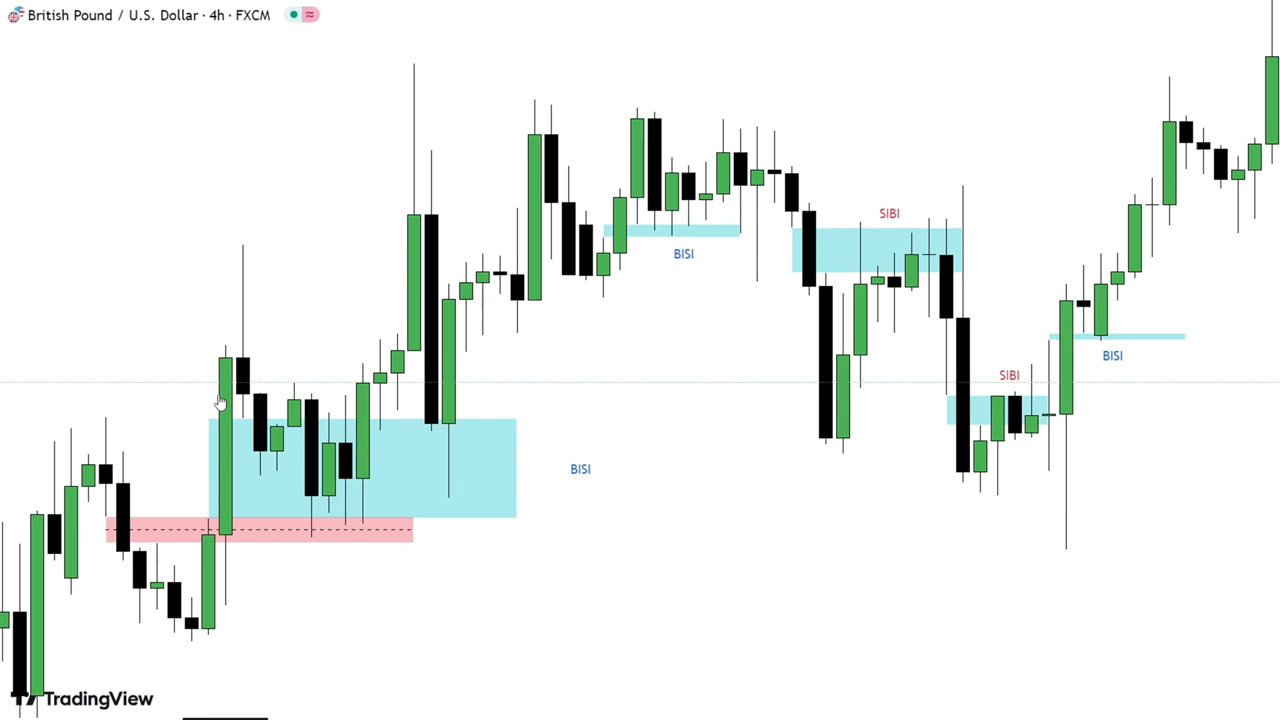 British Pound / U.S. Dollar · 4h · FXCM
SIBI
BISI
SIBI
BISI
BISI
TradingView